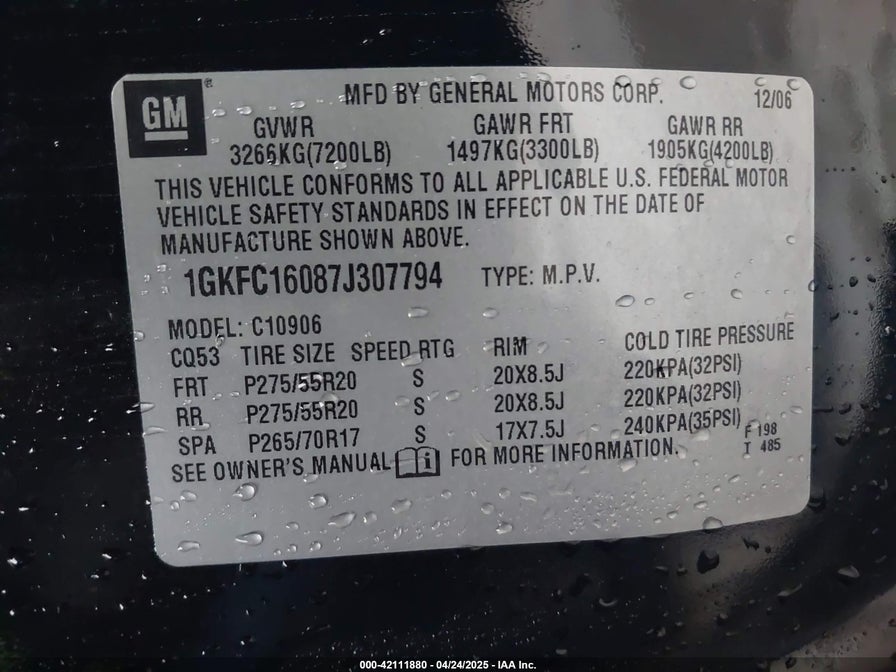 GM ® MFD BY GENERAL MOTORS CORP. 12/06
GVWR GAWR FRT GAWR RR
3266KG(7200LB) 1497KG(3300LB) 1905KG(4200LB)
THIS VEHICLE CONFORMS TO ALL APPLICABLE U.S. FEDERAL MOTOR
VEHICLE SAFETY STANDARDS IN EFFECT ON THE DATE OF
MANUFACTURE SHOWN ABOVE.
1GKFC16087J307794 TYPE: M.P.V.
MODEL: C10906
CQ53 TIRE SIZE SPEED RTG RIM COLD TIRE PRESSURE
FRT P275/55R20 S 20X8.5J 220KPA(32PSI)
RR P275/55R20 S 20X8.5J 220KPA(32PSI)
SPA P265/70R17 S 17X7.5J 240KPA(35PSI)
F 198
SEE OWNER'S MANUAL i FOR MORE INFORMATION.
T 485
000-42111880 - 04/24/2025 - IAA Inc.